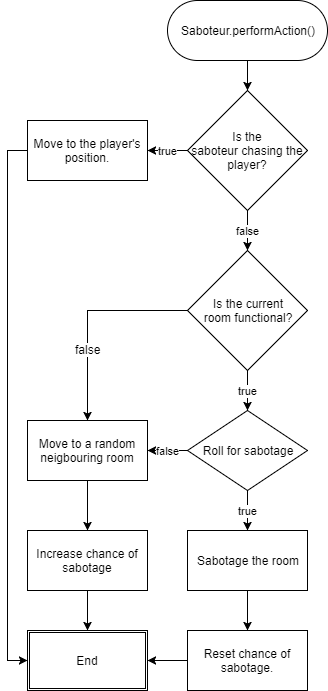 Saboteur.performAction()
Is the
saboteur chasing the
player?
true
Move to the player's
position.
false
Is the current
room functional?
false
true
Roll for sabotage
false
Move to a random
neigbouring room
true
Increase chance of
sabotage
Sabotage the room
End
Reset chance of
sabotage.